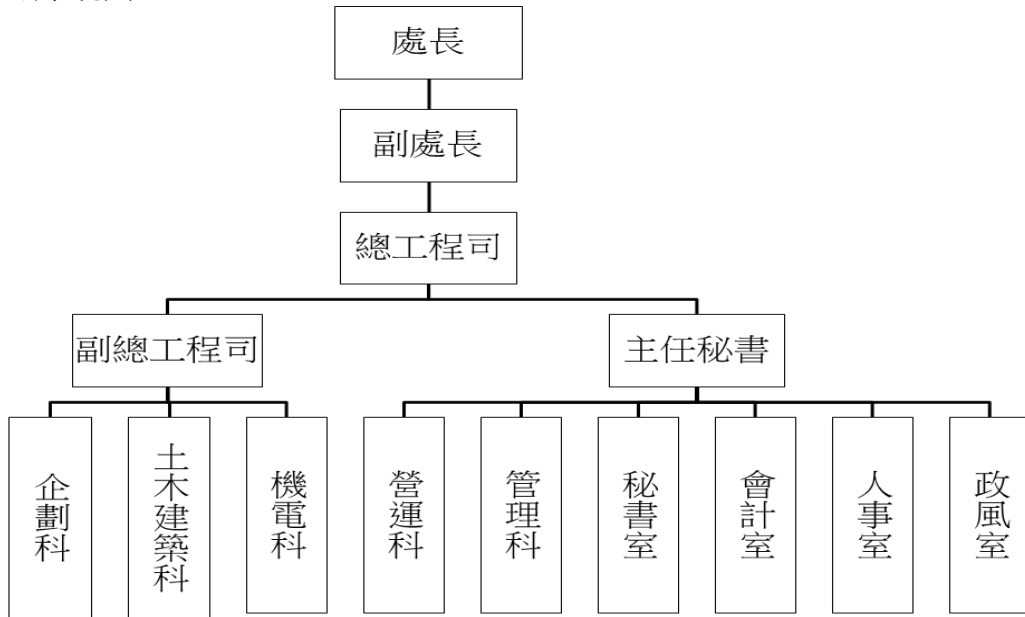 處長
副處長
總工程司
副總工程司
主任秘書
企劃科
土木建築科
機電科
營運科
管理科
秘書室
會計室
人事室
政風室